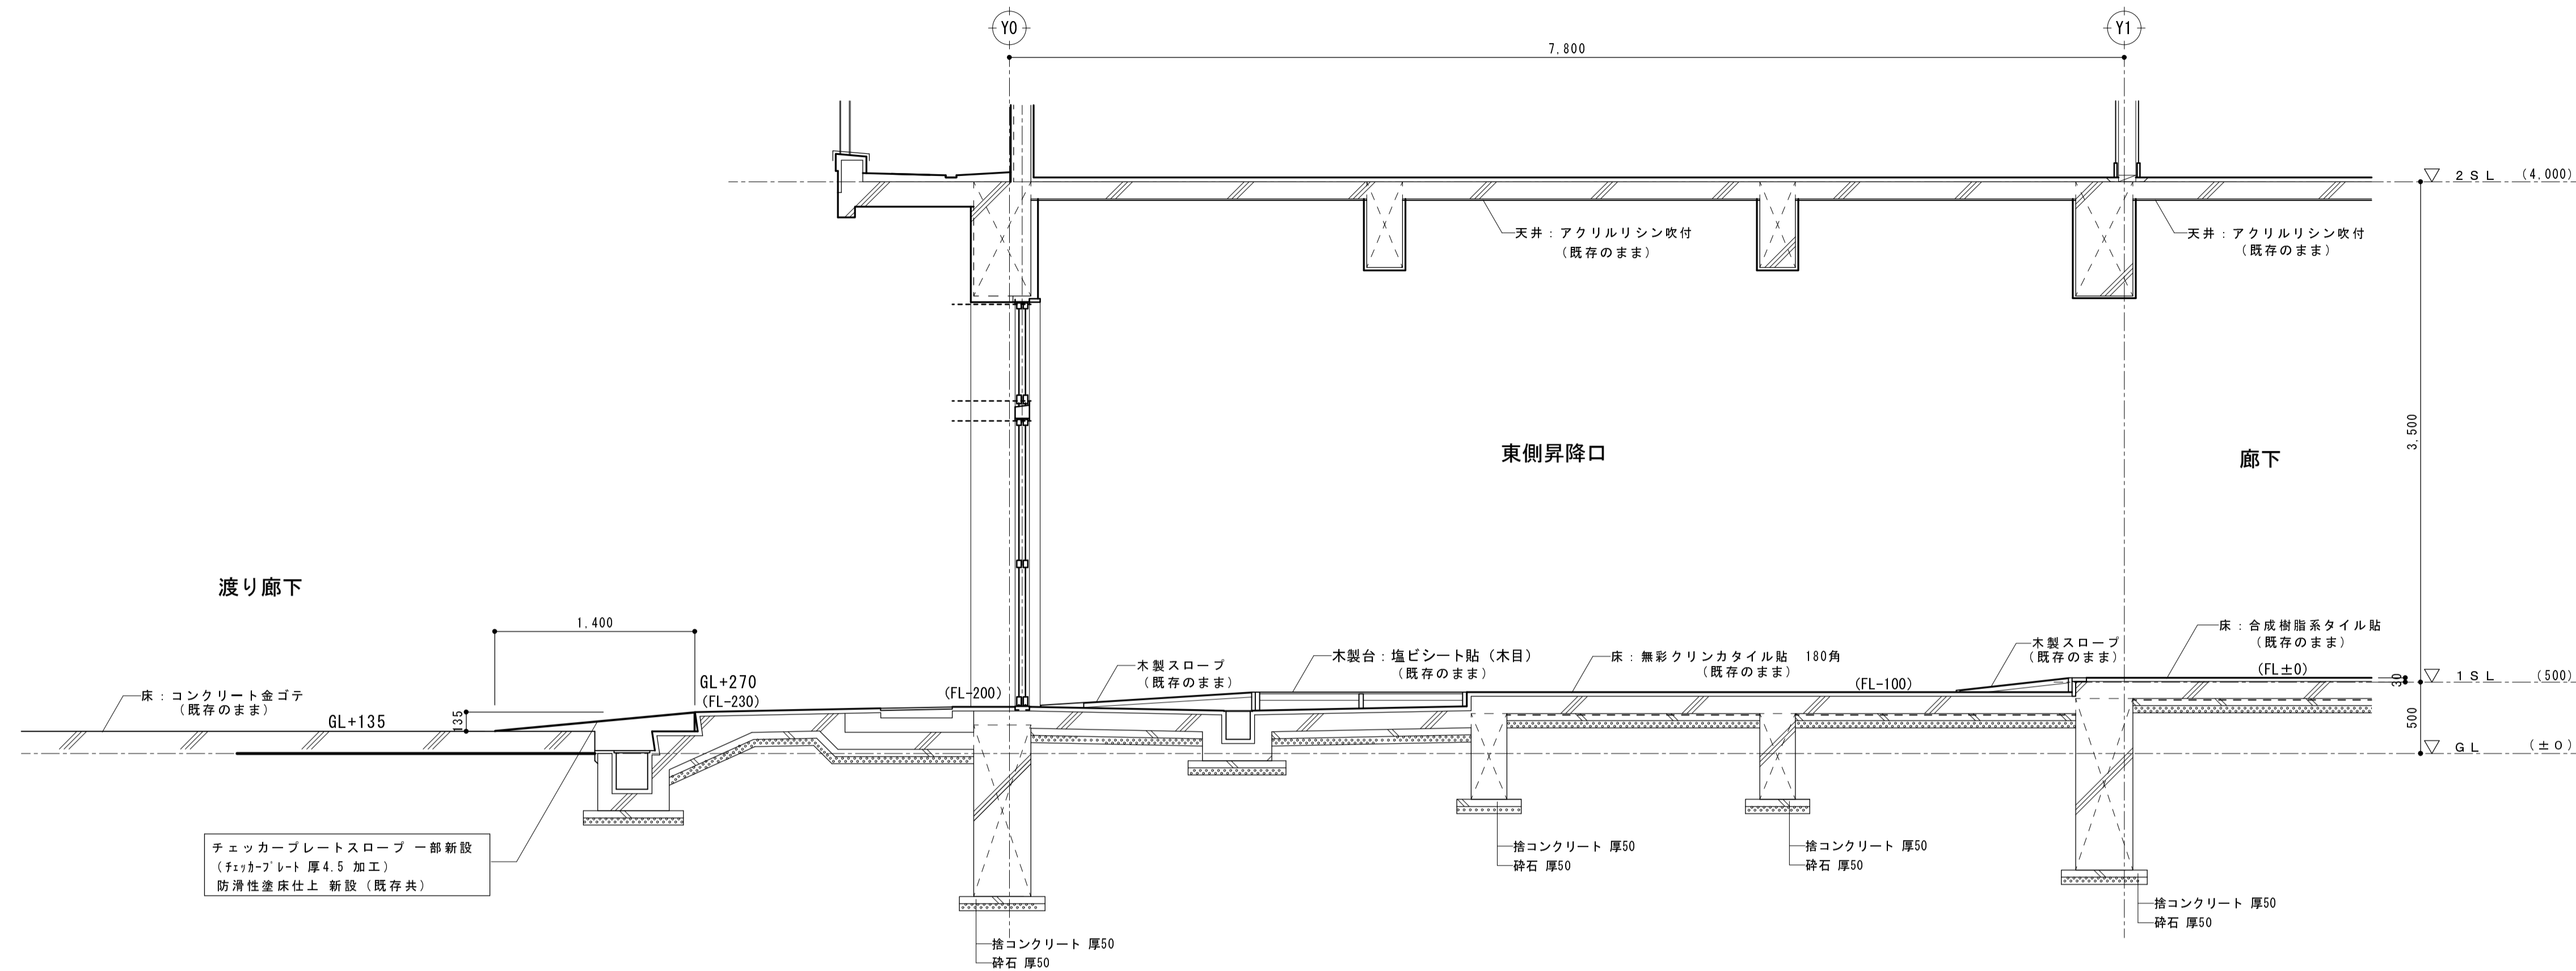 Y0
Y1
7,800
2SL (4,000)
天井：アクリルリシン吹付
（既存のまま）
天井：アクリルリシン吹付
（既存のまま）
3,500
東側昇降口
廊下
渡り廊下
1,400
床：コンクリート金ゴテ
（既存のまま）
GL+135
135
GL+270
(FL-230)
(FL-200)
木製スロープ
（既存のまま）
木製台：塩ビシート貼（木目）
（既存のまま）
床：無彩クリンカタイル貼　180角
（既存のまま）
(FL-100)
木製スロープ
（既存のまま）
床：合成樹脂系タイル貼
（既存のまま）
(FL±0)
30
1SL (500)
500
GL (±0)
チェッカープレートスロープ 一部新設
（ﾁｪｯｶｰﾌﾟﾚｰﾄ 厚4.5 加工）
防滑性塗床仕上 新設（既存共）
捨コンクリート 厚50
砕石 厚50
捨コンクリート 厚50
砕石 厚50
捨コンクリート 厚50
砕石 厚50
捨コンクリート 厚50
砕石 厚50